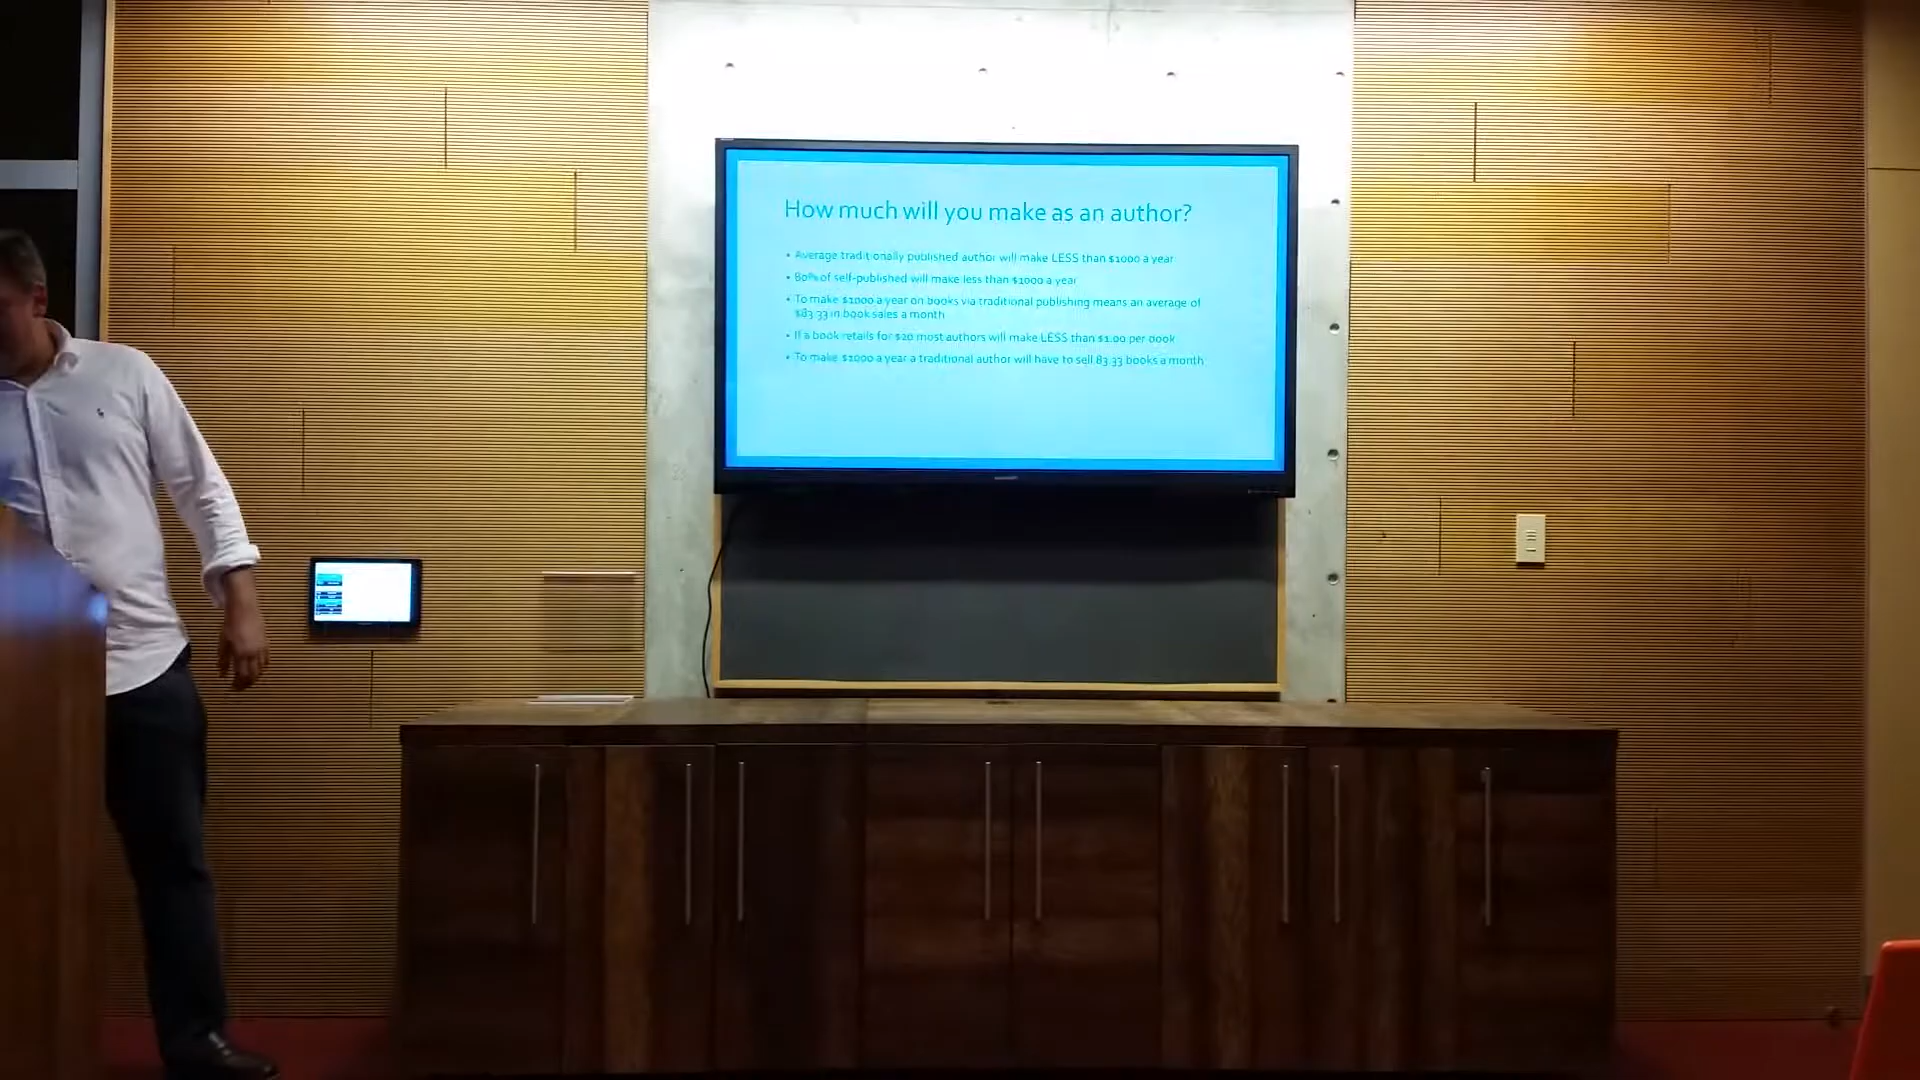 How much will you make as an author?
• Average traditionally published author will make LESS than $1000 a year
• 80% of self-published will make less than $1000 a year
• To make $1000 a year on books via traditional publishing means an average of
$83.33 in book sales a month
• If a book retails for $20 most authors will make LESS than $1.00 per book
• To make $1000 a year a traditional author will have to sell 83.33 books a month